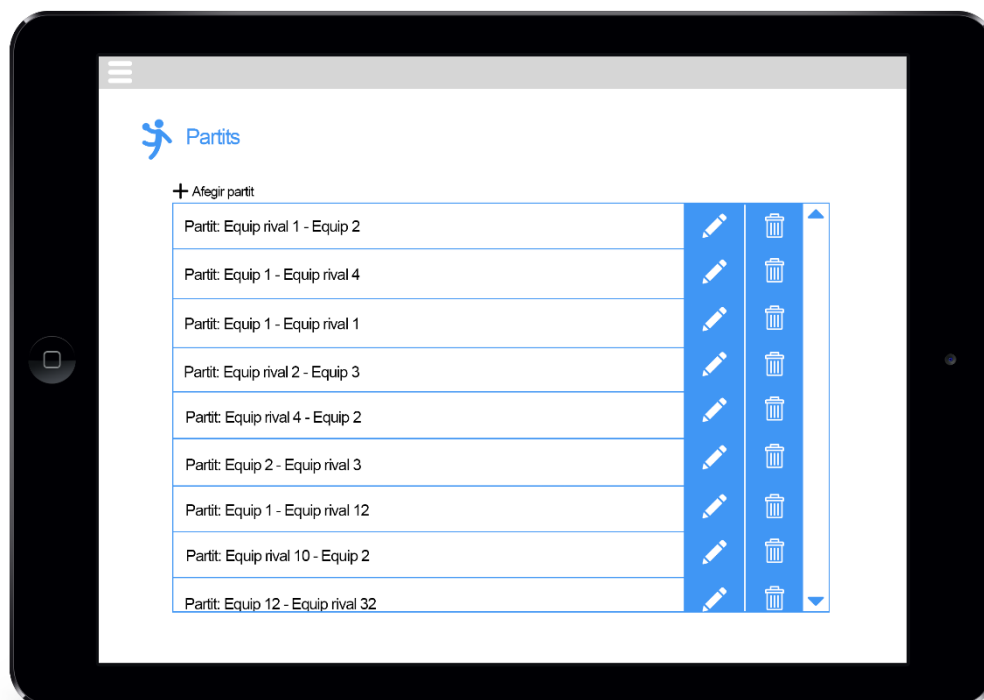 Partits
Afegir partit
Partit: Equip rival 1 - Equip 2
Partit: Equip 1 - Equip rival 4
Partit: Equip 1 - Equip rival 1
Partit: Equip rival 2 - Equip 3
Partit: Equip rival 4 - Equip 2
Partit: Equip 2 - Equip rival 3
Partit: Equip 1 - Equip rival 12
Partit: Equip rival 10 - Equip 2
Partit: Equip 12 - Equip rival 32